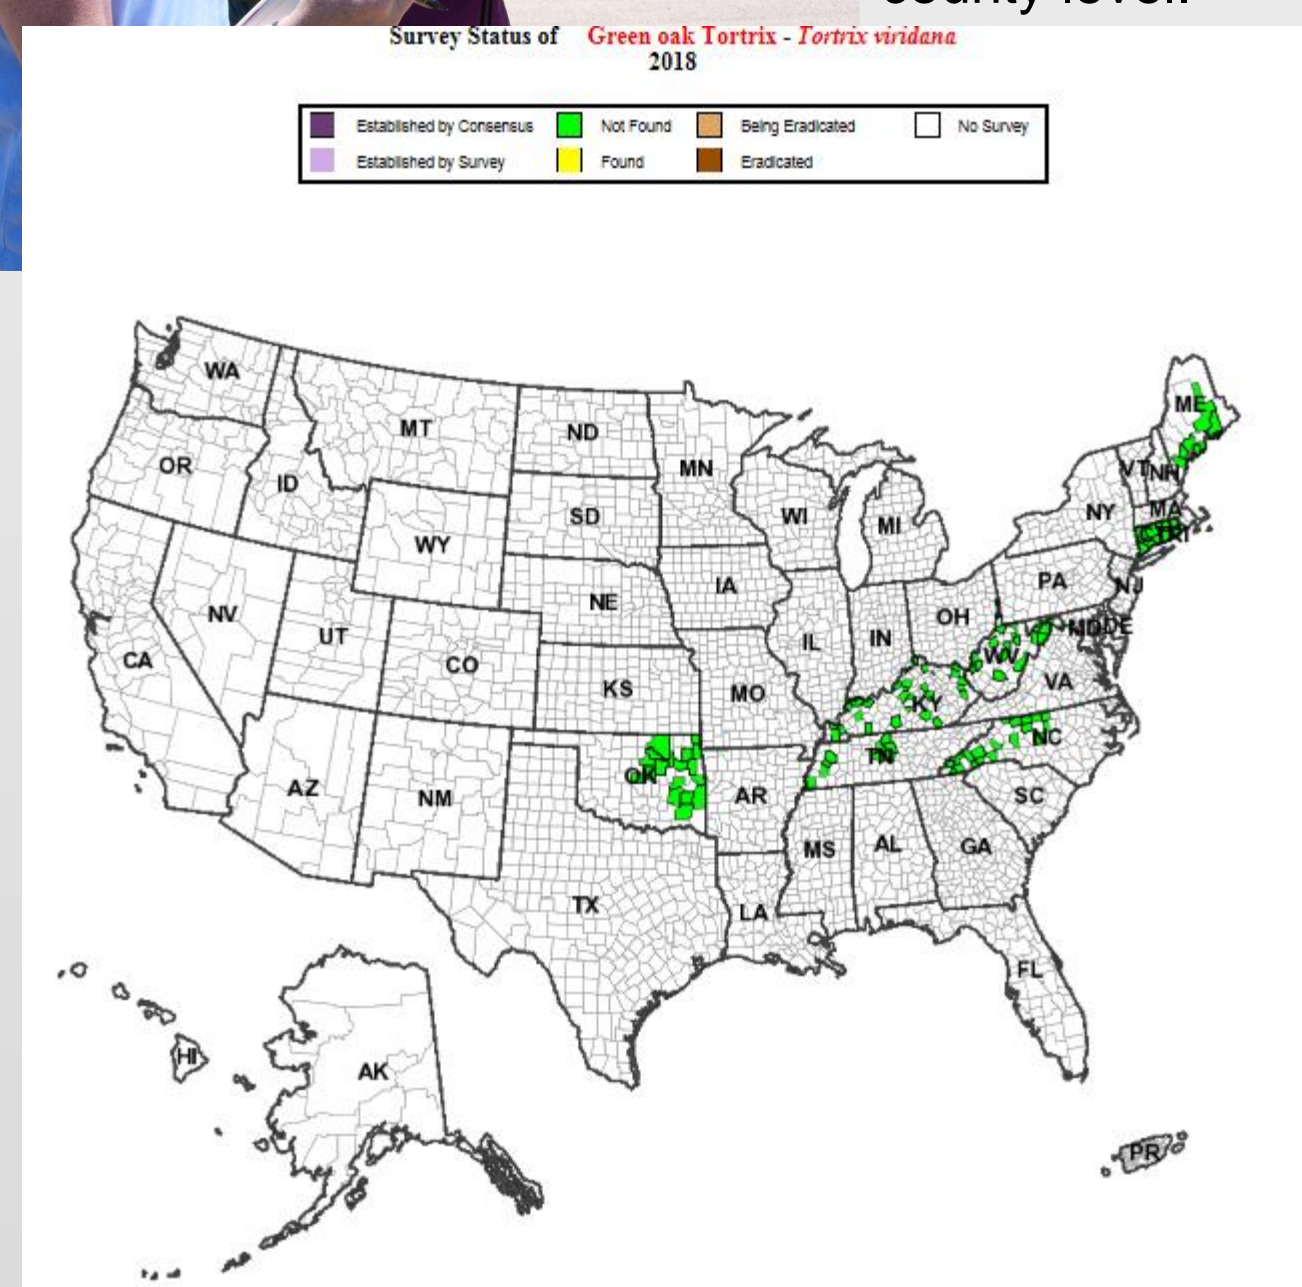 county level.
Survey Status of Green oak Tortrix - Tortrix viridana
2018
Established by Consensus Not Found Being Eradicated No Survey
Established by Survey Found Eradicated
WA
MT
ND
MN
ME
OR
ID
SD
WI
MI
VT
NH
NY
MA
WY
CT
RI
IA
PA
NJ
NV
NE
OH
UT
IL
IN
MD
DE
CA
CO
KS
MO
WV
VA
KY
OK
TN
NC
AZ
NM
AR
SC
MS
AL
GA
TX
LA
FL
HI
AK
PR